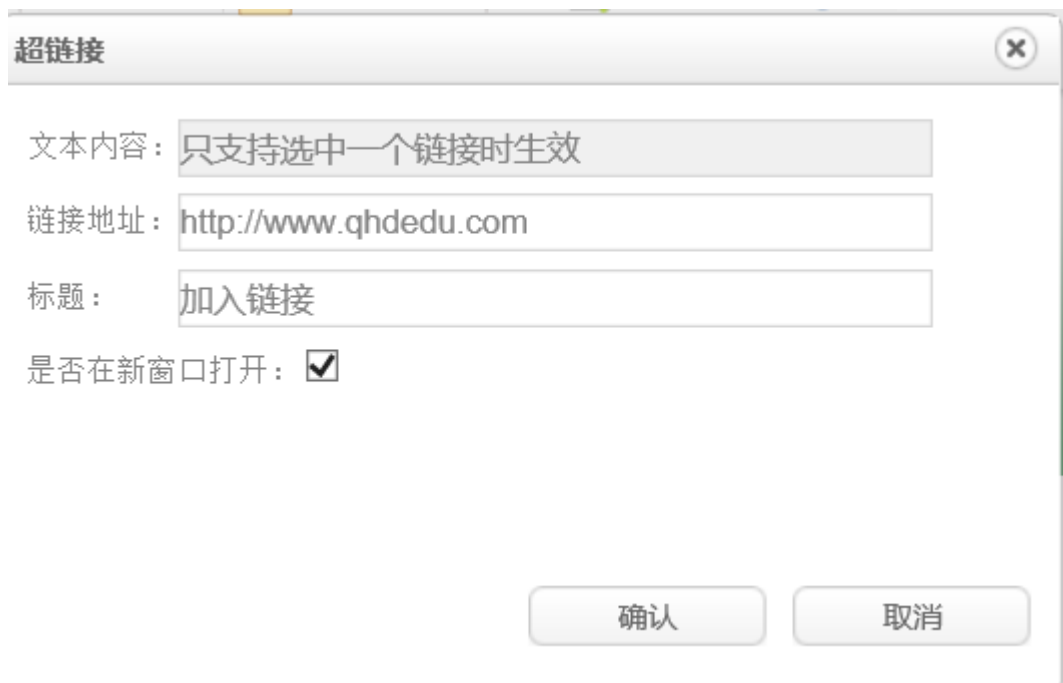 超链接
文本内容：只支持选中一个链接时生效
链接地址：http://www.qhdedu.com
标题：加入链接
是否在新窗口打开：
确认 取消